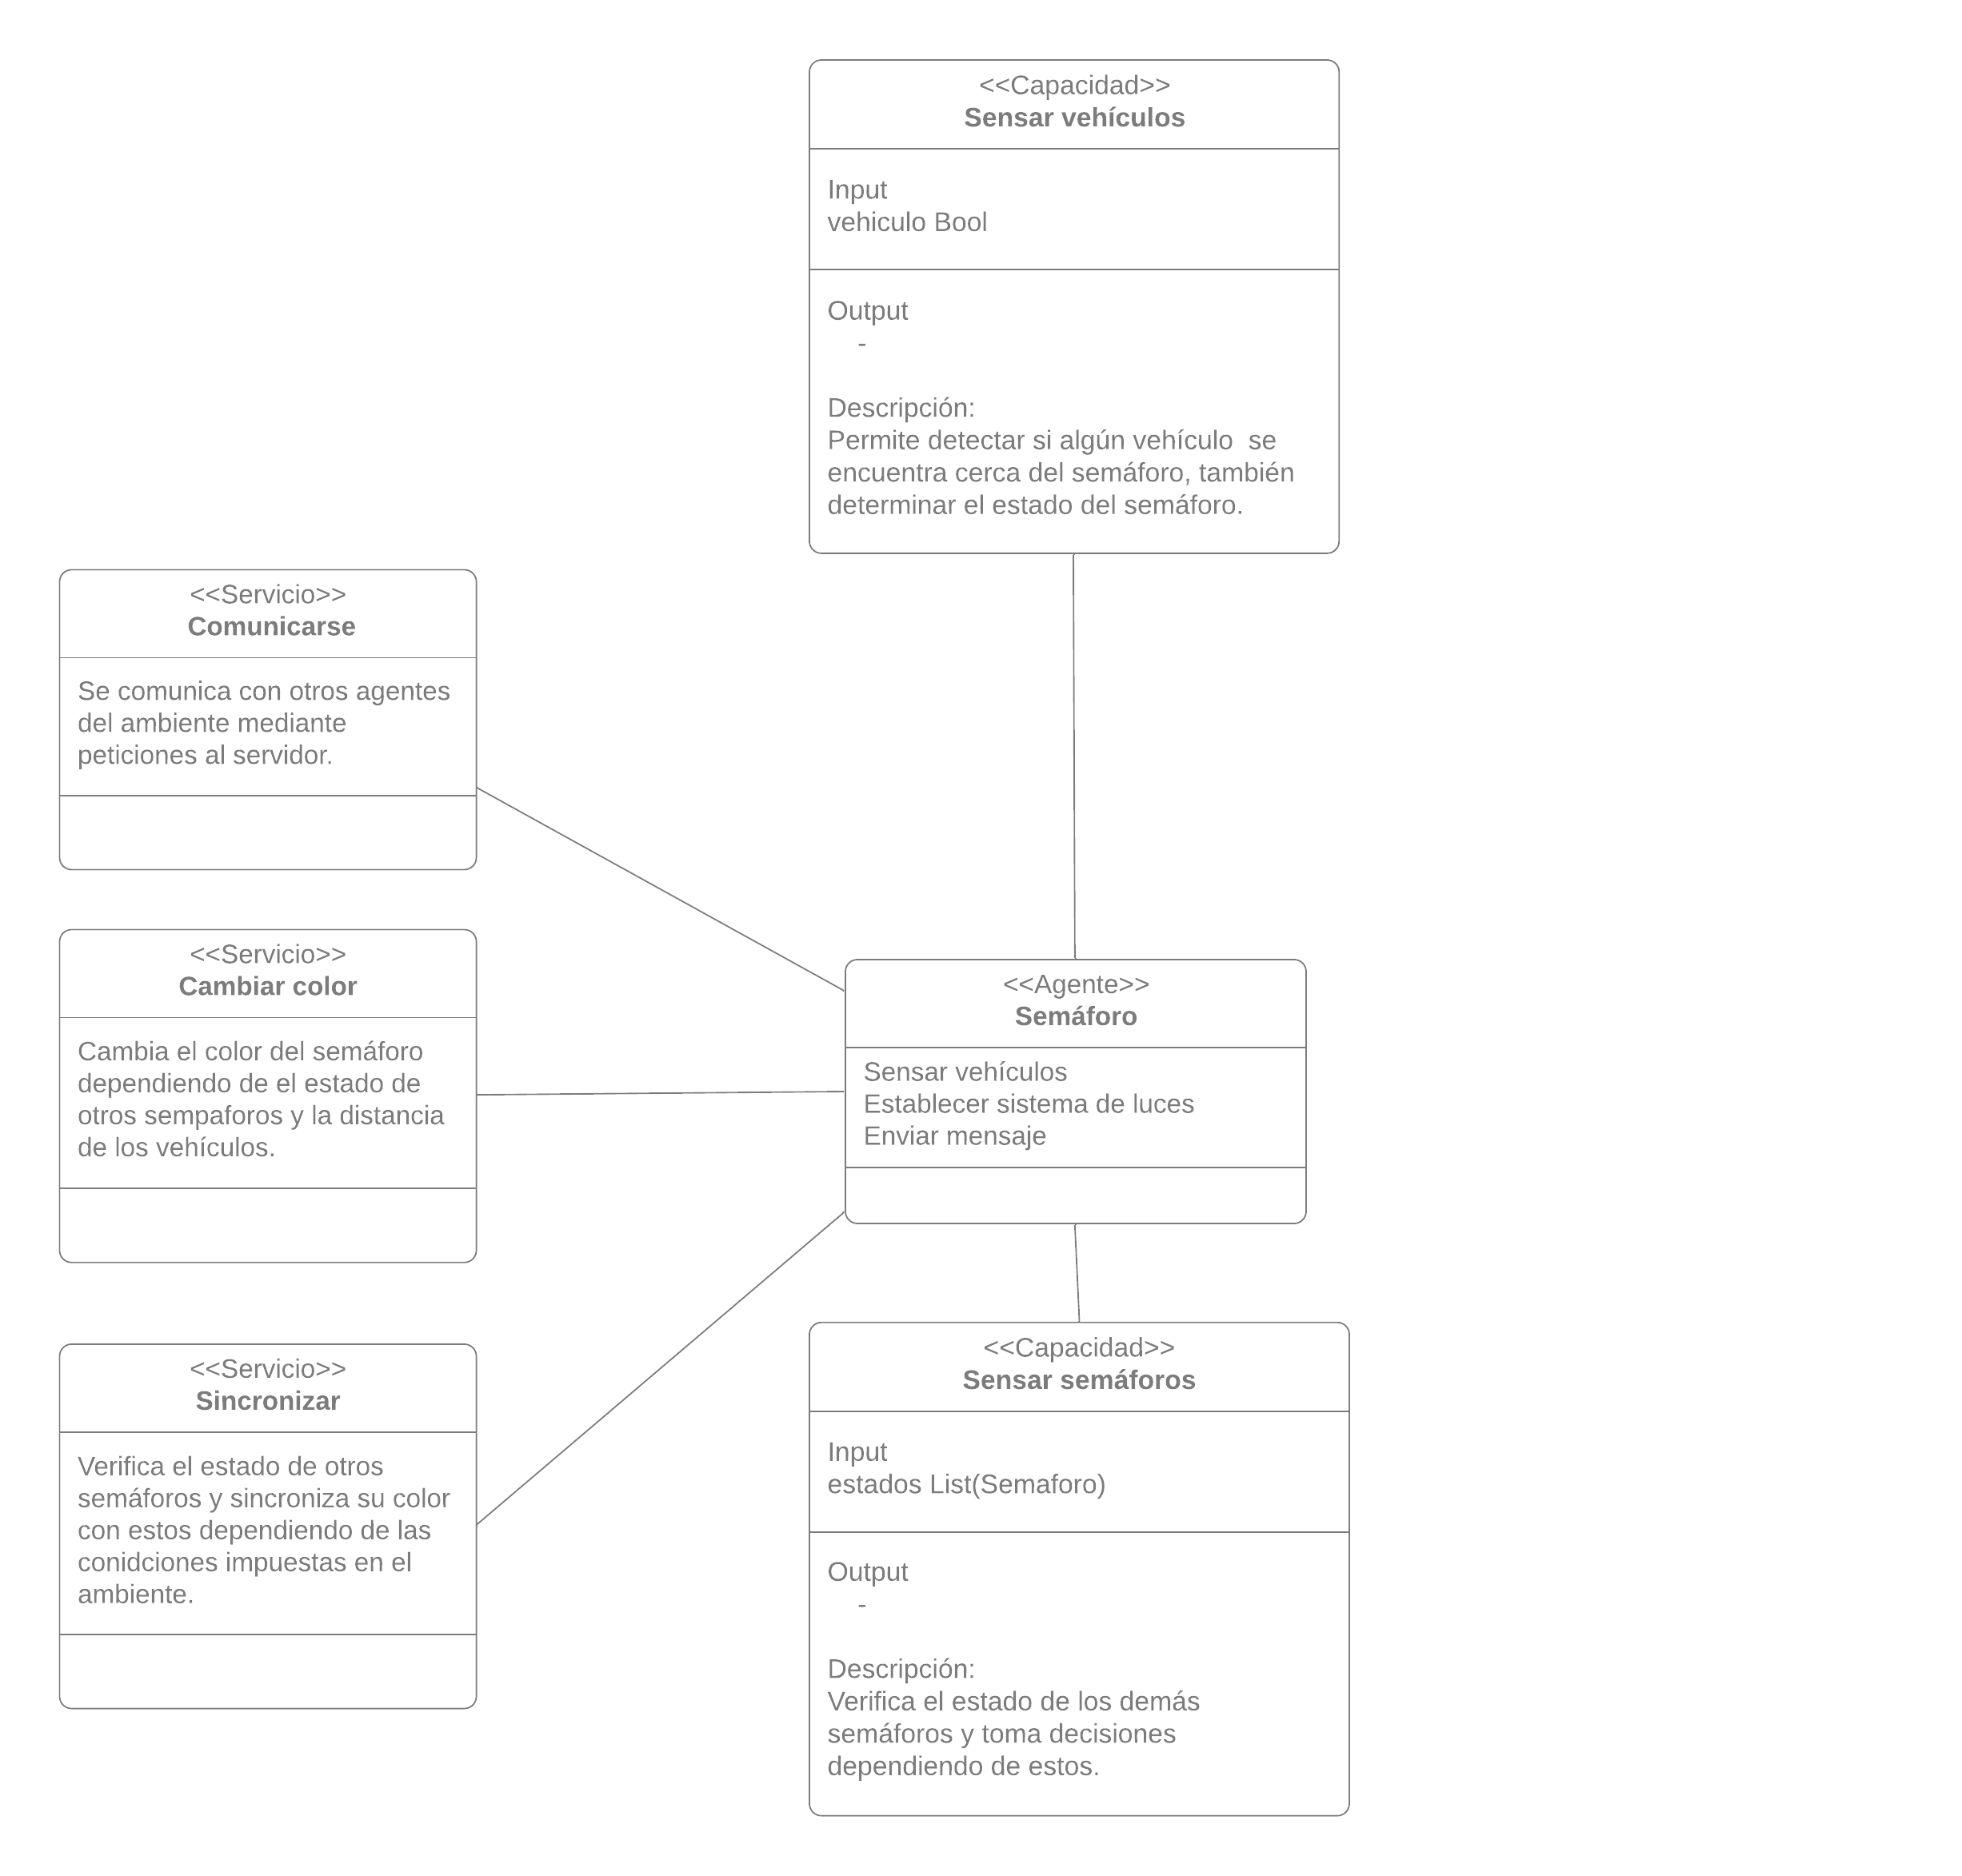 <<Capacidad>>
Sensar vehículos
Input
vehiculo Bool
Output
-
Descripción:
Permite detectar si algún vehículo  se
encuentra cerca del semáforo, también
determinar el estado del semáforo.
<<Servicio>>
Comunicarse
Se comunica con otros agentes
del ambiente mediante
peticiones al servidor.
<<Servicio>>
Cambiar color
Cambia el color del semáforo
dependiendo de el estado de
otros sempaforos y la distancia
de los vehículos.
<<Agente>>
Semáforo
Sensar vehículos
Establecer sistema de luces
Enviar mensaje
<<Servicio>>
Sincronizar
Verifica el estado de otros
semáforos y sincroniza su color
con estos dependiendo de las
conidciones impuestas en el
ambiente.
<<Capacidad>>
Sensar semáforos
Input
estados List(Semaforo)
Output
-
Descripción:
Verifica el estado de los demás
semáforos y toma decisiones
dependiendo de estos.